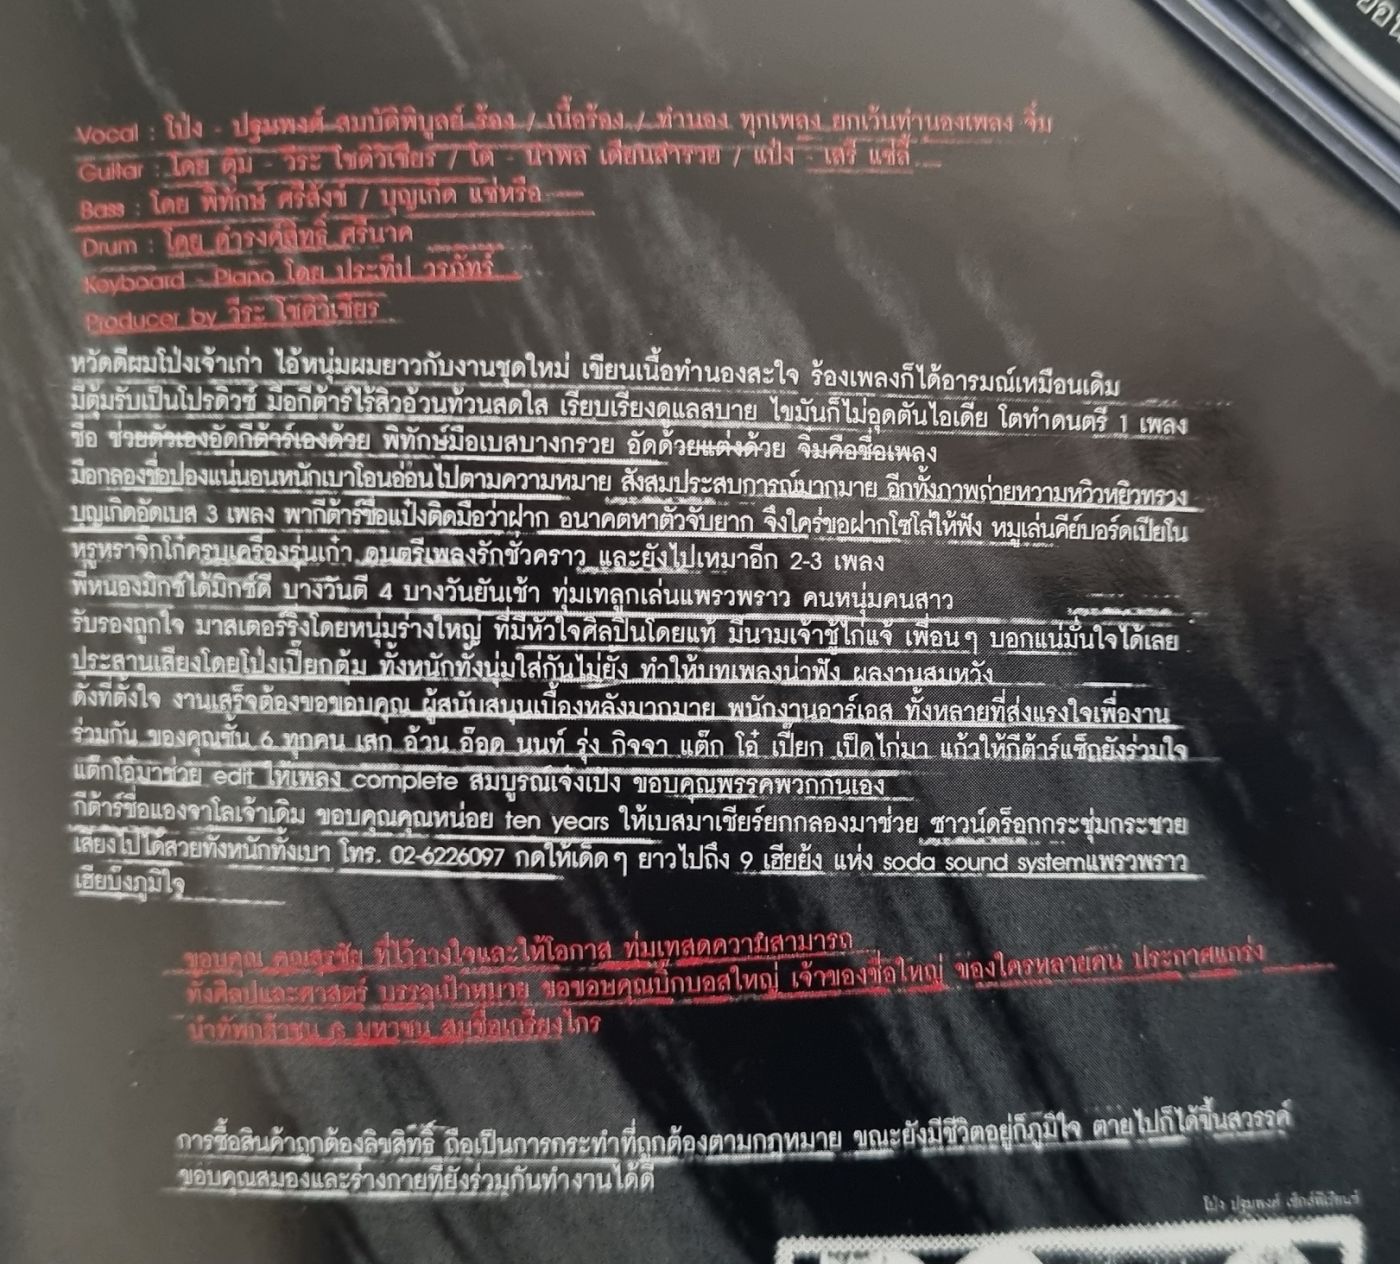 Vocal : โป่ง - ปฐมพงศ์ สมบัติพิบูลย์ ร้อง / เนื้อร้อง / ทำนอง ทุกเพลง ยกเว้นทำนองเพลง จิ๋ม
Guitar : โดย ตุ้ม - วีระ โชติวิเชียร / โต - นำพล เดียนสำรวย / แป๋ง - เสรี แซ่ลี้
Bass : โดย พิทักษ์ ศรีสังข์ / บุญเกิด แซ่หรือ
Drum : โดย ดำรงค์สิทธิ์ ศรีนาค
Keyboard - Piano โดย ประทีป วรภัทร์
Producer by วีระ โชติวิเชียร
หวัดดีผมโป่งเจ้าเก่า ไอ้หนุ่มผมยาวกับงานชุดใหม่ เขียนเนื้อทำนองสะใจ ร้องเพลงก็ได้อารมณ์เหมือนเดิม
มีตุ้มรับเป็นโปรดิวซ์ มือกีต้าร์ไร้สิวอ้วนท้วนสดใส เรียบเรียงดูแลสบาย ไขมันก็ไม่อุดตันไอเดีย โตทำดนตรี 1 เพลง
ชื่อ ช่วยตัวเองอัดกีต้าร์เองด้วย พิทักษ์มือเบสบางกรวย อัดด้วยแต่งด้วย จิ๋มคือชื่อเพลง
มือกลองชื่อปองแน่นอนหนักเบาโอนอ่อนไปตามความหมาย สั่งสมประสบการณ์มากมาย อีกทั้งภาพถ่ายหวามหวิวหยิวทรวง
บุญเกิดอัดเบส 3 เพลง พากีต้าร์ชื่อแป๋งติดมือว่าฝาก อนาคตหาตัวจับยาก จึงใคร่ขอฝากโซโล่ให้ฟัง หมูเล่นคีย์บอร์ดเปียโน
หรูหราจิกโก๋ครบเครื่องรุ่นเก๋า ดนตรีเพลงรักชั่วคราว และยังไปเหมาอีก 2-3 เพลง
พี่หนองมิกซ์ได้มิกซ์ดี บางวันตี 4 บางวันยันเช้า ทุ่มเทลูกเล่นแพรวพราว คนหนุ่มคนสาว
รับรองถูกใจ มาสเตอร์ริ่งโดยหนุ่มร่างใหญ่ ที่มีหัวใจศิลปินโดยแท้ มีนามเจ้าชู้ไก่แจ้ เพื่อนๆ บอกแน่มั่นใจได้เลย
ประสานเสียงโดยโป่งเปี๊ยกตุ้ม ทั้งหนักทั้งนุ่มใส่กันไม่ยั้ง ทำให้บทเพลงน่าฟัง ผลงานสมหวัง
ดั่งที่ตั้งใจ งานเสร็จต้องขอขอบคุณ ผู้สนับสนุนเบื้องหลังมากมาย พนักงานอาร์เอส ทั้งหลายที่ส่งแรงใจเพื่องาน
ร่วมกัน ของคุณชั้น 6 ทุกคน เสก อ้วน อ๊อด นนท์ รุ่ง กิจจา แต๊ก โอ๋ เปี๊ยก เป็ดไก่มา แก้วให้กีต้าร์แซ็กยังร่วมใจ
แต๊กโอ๋มาช่วย edit ให้เพลง complete สมบูรณ์เจ๋งเป้ง ขอบคุณพรรคพวกกันเอง
กีต้าร์ชื่อแองจาโลเจ้าเดิม ขอบคุณคุณหน่อย ten years ให้เบสมาเชียร์ยกกลองมาช่วย ซาวน์ดร็อกกระชุ่มกระชวย
เสียงไปได้สวยทั้งหนักทั้งเบา โทร. 02-6226097 กดให้เด็ดๆ ยาวไปถึง 9 เฮียย้ง แห่ง soda sound systemแพรวพราว
เฮียบังภูมิใจ
ขอบคุณ คุณสุรชัย ที่ไว้วางใจและให้โอกาส ทุ่มเทสุดความสามารถ
ทั้งศิลปและศาสตร์ บรรลุเป้าหมาย ขอขอบคุณบิ๊กบอสใหญ่ เจ้าของชื่อใหญ่ ของใครหลายคน ประกาศแกร่ง
นำทัพกล้าชน 6 มหาชน สมชื่อเกรียงไกร
การซื้อสินค้าถูกต้องลิขสิทธิ์ ถือเป็นการกระทำที่ถูกต้องตามกฎหมาย ขณะยังมีชีวิตอยู่ก็ภูมิใจ ตายไปก็ได้ขึ้นสวรรค์
ขอบคุณสมองและร่างกายที่ยังร่วมกันทำงานได้ดี
โป่ง ปฐมพงศ์